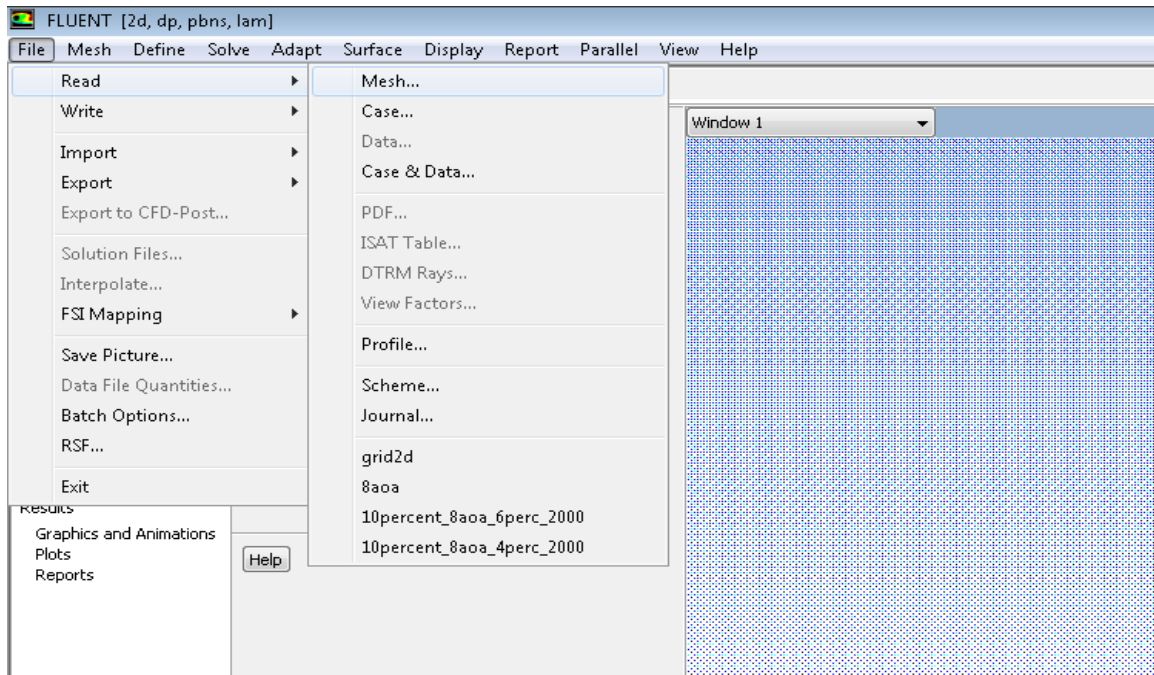 FLUENT [2d, dp, pbns, lam]
File Mesh Define Solve Adapt Surface Display Report Parallel View Help
Read
Write
Import
Export
Export to CFD-Post...
Solution Files...
Interpolate...
FSI Mapping
Save Picture...
Data File Quantities...
Batch Options...
RSF...
Exit
Mesh...
Case...
Data...
Case & Data...
PDF...
ISAT Table...
DTRM Rays...
View Factors...
Profile...
Scheme...
Journal...
grid2d
8aoa
10percent_8aoa_6perc_2000
10percent_8aoa_4perc_2000
Window 1
Results
Graphics and Animations
Plots
Reports
Help